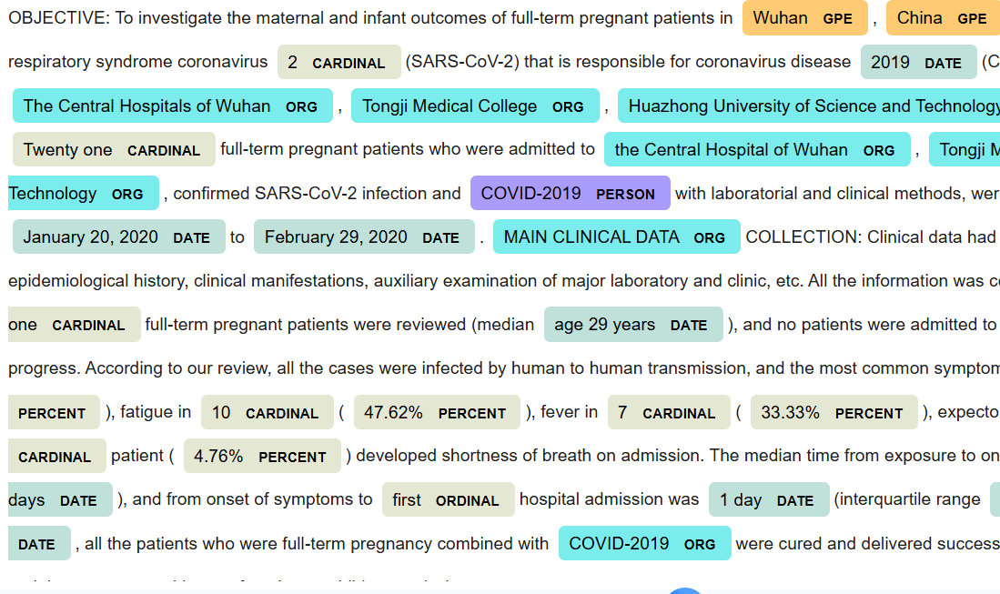 OBJECTIVE: To investigate the maternal and infant outcomes of full-term pregnant patients in Wuhan GPE , China GPE
respiratory syndrome coronavirus 2 CARDINAL (SARS-CoV-2) that is responsible for coronavirus disease 2019 DATE (C
The Central Hospitals of Wuhan ORG , Tongji Medical College ORG , Huazhong University of Science and Technology
Twenty one CARDINAL full-term pregnant patients who were admitted to the Central Hospital of Wuhan ORG , Tongji M
Technology ORG , confirmed SARS-CoV-2 infection and COVID-2019 PERSON with laboratorial and clinical methods, wer
January 20, 2020 DATE to February 29, 2020 DATE . MAIN CLINICAL DATA ORG COLLECTION: Clinical data had
epidemiological history, clinical manifestations, auxiliary examination of major laboratory and clinic, etc. All the information was c
one CARDINAL full-term pregnant patients were reviewed (median age 29 years DATE ), and no patients were admitted to
progress. According to our review, all the cases were infected by human to human transmission, and the most common symptom
PERCENT ), fatigue in 10 CARDINAL ( 47.62% PERCENT ), fever in 7 CARDINAL ( 33.33% PERCENT ), expecto
CARDINAL patient ( 4.76% PERCENT ) developed shortness of breath on admission. The median time from exposure to on
days DATE ), and from onset of symptoms to first ORDINAL hospital admission was 1 day DATE (interquartile range
DATE , all the patients who were full-term pregnancy combined with COVID-2019 ORG were cured and delivered success